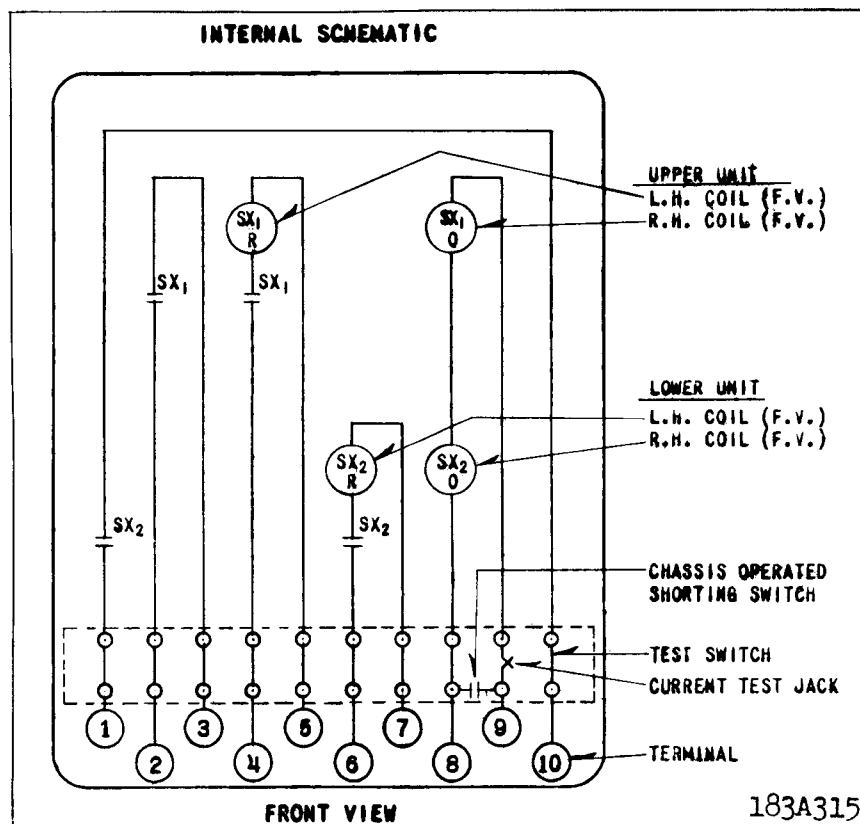 INTERNAL SCHEMATIC
UPPER UNIT
L.H. COIL (F.V.)
R.H. COIL (F.V.)
SX₁
R
SX₁
O
SX₁
SX₁
LOWER UNIT
L.H. COIL (F.V.)
R.H. COIL (F.V.)
SX₂
R
SX₂
O
SX₂
SX₂
CHASSIS OPERATED
SHORTING SWITCH
TEST SWITCH
CURRENT TEST JACK
1
3
5
7
9
2
4
6
8
10
TERMINAL
FRONT VIEW
183A315